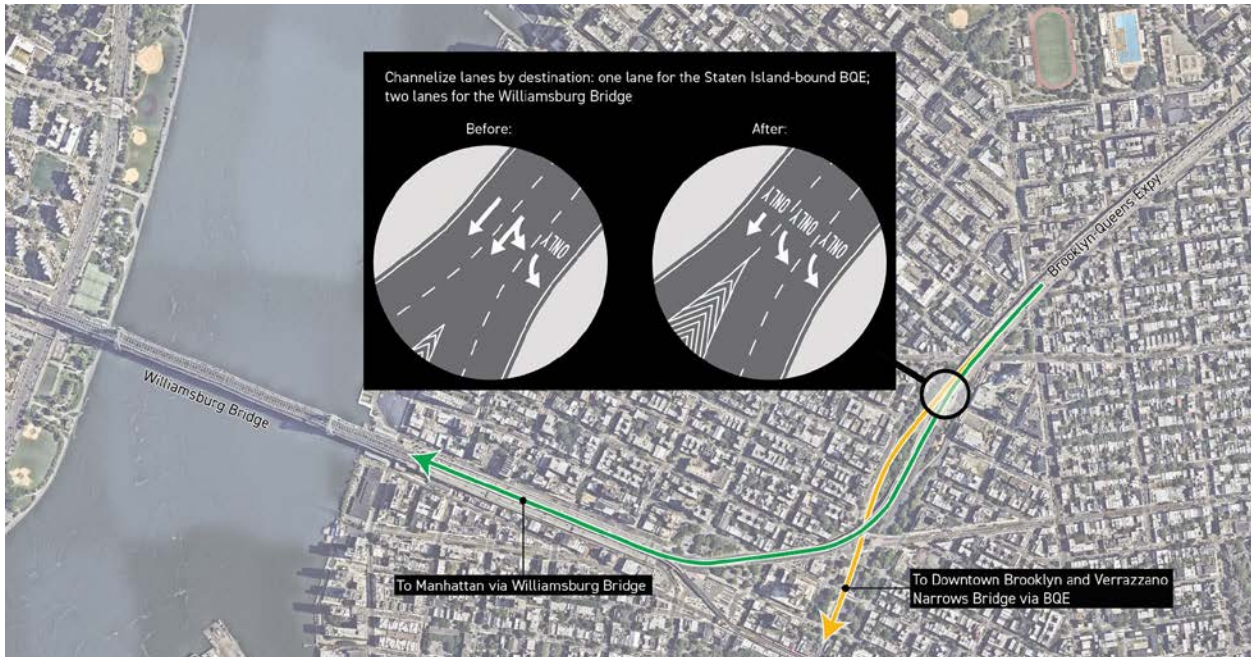 Channelize lanes by destination: one lane for the Staten Island-bound BQE;
two lanes for the Williamsburg Bridge
Before:
After:
ONLY
ONLY
ONLY
ONLY
Brooklyn-Queens Expy.
Williamsburg Bridge
To Manhattan via Williamsburg Bridge
To Downtown Brooklyn and Verrazzano
Narrows Bridge via BQE